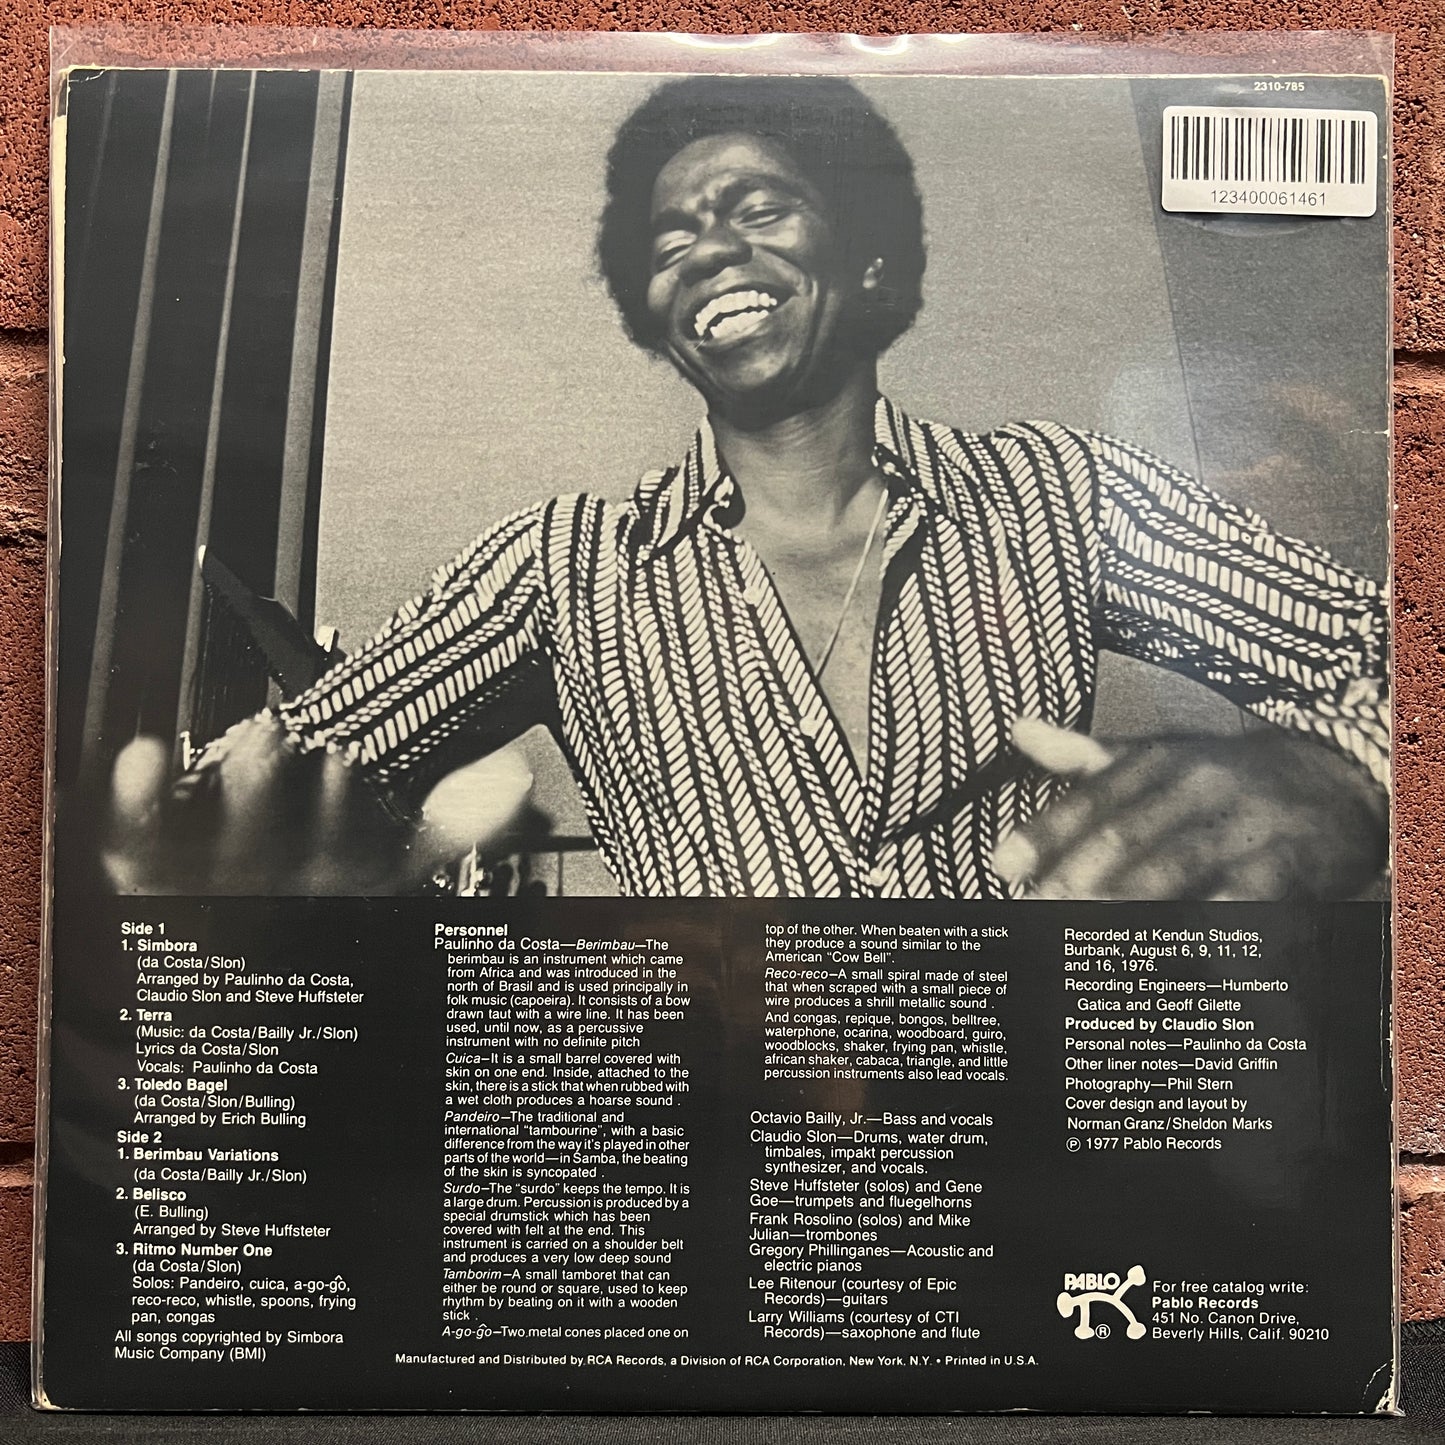 2310-785
123400061461
Side 1
1. Simbora
(da Costa/Slon)
Arranged by Paulinho da Costa,
Claudio Slon and Steve Huffsteter
2. Terra
(Music: da Costa/Bailly Jr./Slon)
Lyrics da Costa/Slon
Vocals: Paulinho da Costa
3. Toledo Bagel
(da Costa/Slon/Bulling)
Arranged by Erich Bulling
Side 2
1. Berimbau Variations
(da Costa/Bailly Jr./Slon)
2. Belisco
(E. Bulling)
Arranged by Steve Huffsteter
3. Ritmo Number One
(da Costa/Slon)
Solos: Pandeiro, cuica, a-go-gô,
reco-reco, whistle, spoons, frying
pan, congas
All songs copyrighted by Simbora
Music Company (BMI)
Personnel
Paulinho da Costa—Berimbau—The
berimbau is an instrument which came
from Africa and was introduced in the
north of Brasil and is used principally in
folk music (capoeira). It consists of a bow
drawn taut with a wire line. It has been
used, until now, as a percussive
instrument with no definite pitch
Cuica—It is a small barrel covered with
skin on one end. Inside, attached to the
skin, there is a stick that when rubbed with
a wet cloth produces a hoarse sound .
Pandeiro—The traditional and
international "tambourine", with a basic
difference from the way it's played in other
parts of the world—in Samba, the beating
of the skin is syncopated .
Surdo—The "surdo" keeps the tempo. It is
a large drum. Percussion is produced by a
special drumstick which has been
covered with felt at the end. This
instrument is carried on a shoulder belt
and produces a very low deep sound
Tamborim—A small tamboret that can
either be round or square, used to keep
rhythm by beating on it with a wooden
stick .
A-go-gô—Two metal cones placed one on
top of the other. When beaten with a stick
they produce a sound similar to the
American "Cow Bell".
Reco-reco—A small spiral made of steel
that when scraped with a small piece of
wire produces a shrill metallic sound .
And congas, repique, bongos, belltree,
waterphone, ocarina, woodboard, guiro,
woodblocks, shaker, frying pan, whistle,
african shaker, cabaca, triangle, and little
percussion instruments also lead vocals.
Octavio Bailly, Jr.—Bass and vocals
Claudio Slon—Drums, water drum,
timbales, impakt percussion
synthesizer, and vocals.
Steve Huffsteter (solos) and Gene
Goe—trumpets and fluegelhorns
Frank Rosolino (solos) and Mike
Julian—trombones
Gregory Phillinganes—Acoustic and
electric pianos
Lee Ritenour (courtesy of Epic
Records)—guitars
Larry Williams (courtesy of CTI
Records)—saxophone and flute
Recorded at Kendun Studios,
Burbank, August 6, 9, 11, 12,
and 16, 1976.
Recording Engineers—Humberto
Gatica and Geoff Gilette
Produced by Claudio Slon
Personal notes—Paulinho da Costa
Other liner notes—David Griffin
Photography—Phil Stern
Cover design and layout by
Norman Granz/Sheldon Marks
℗ 1977 Pablo Records
PABLO
®
For free catalog write:
Pablo Records
451 No. Canon Drive,
Beverly Hills, Calif. 90210
Manufactured and Distributed by RCA Records, a Division of RCA Corporation, New York, N.Y. • Printed in U.S.A.